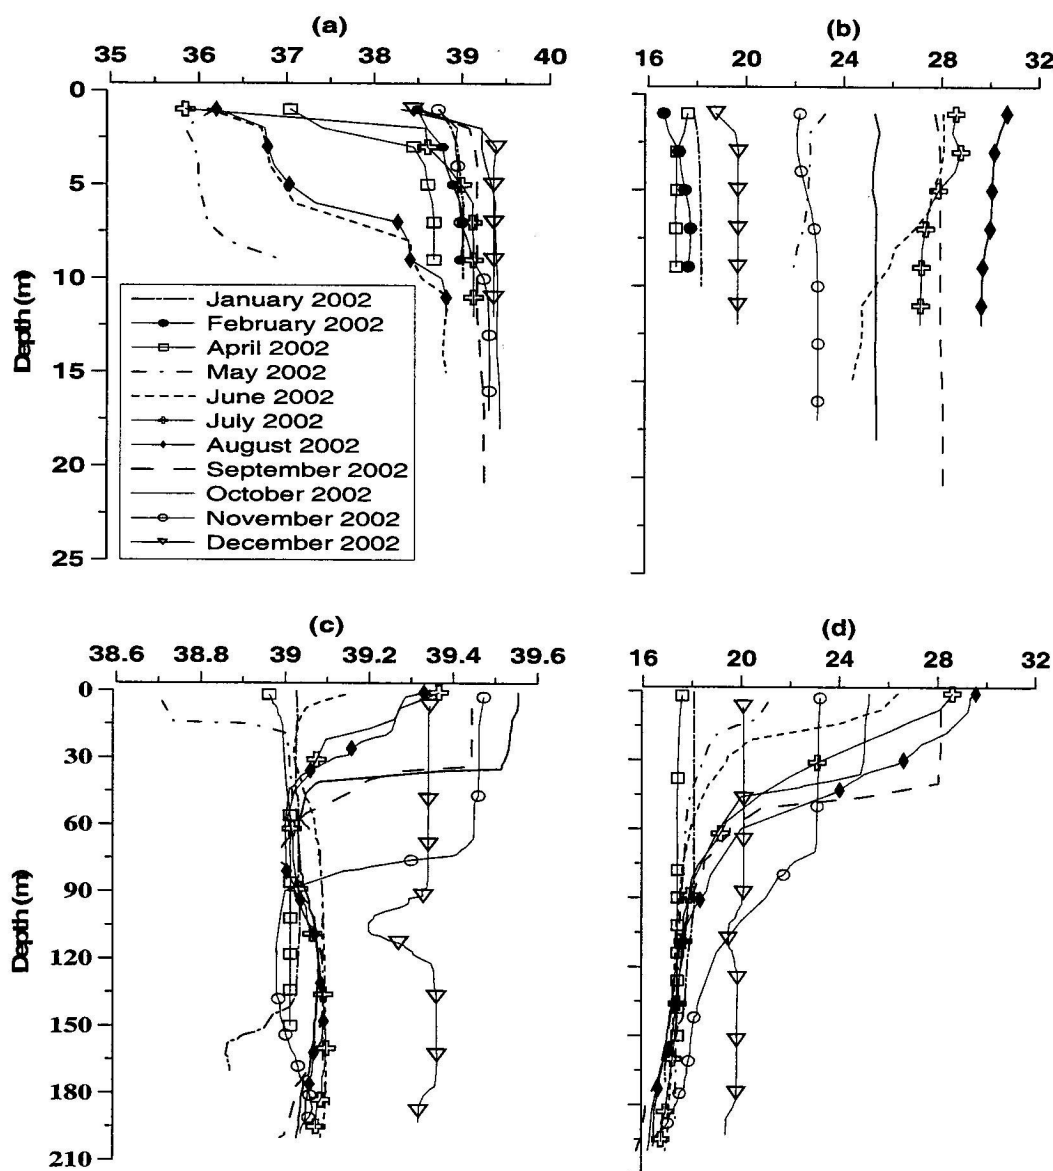 (a) (b)
35 36 37 38 39 40 16 20 24 28 32
0
5
10
15
20
25
Depth (m)
January 2002
February 2002
April 2002
May 2002
June 2002
July 2002
August 2002
September 2002
October 2002
November 2002
December 2002
(c) (d)
38.6 38.8 39 39.2 39.4 39.6 16 20 24 28 32
0
30
60
90
120
150
180
210
Depth (m)